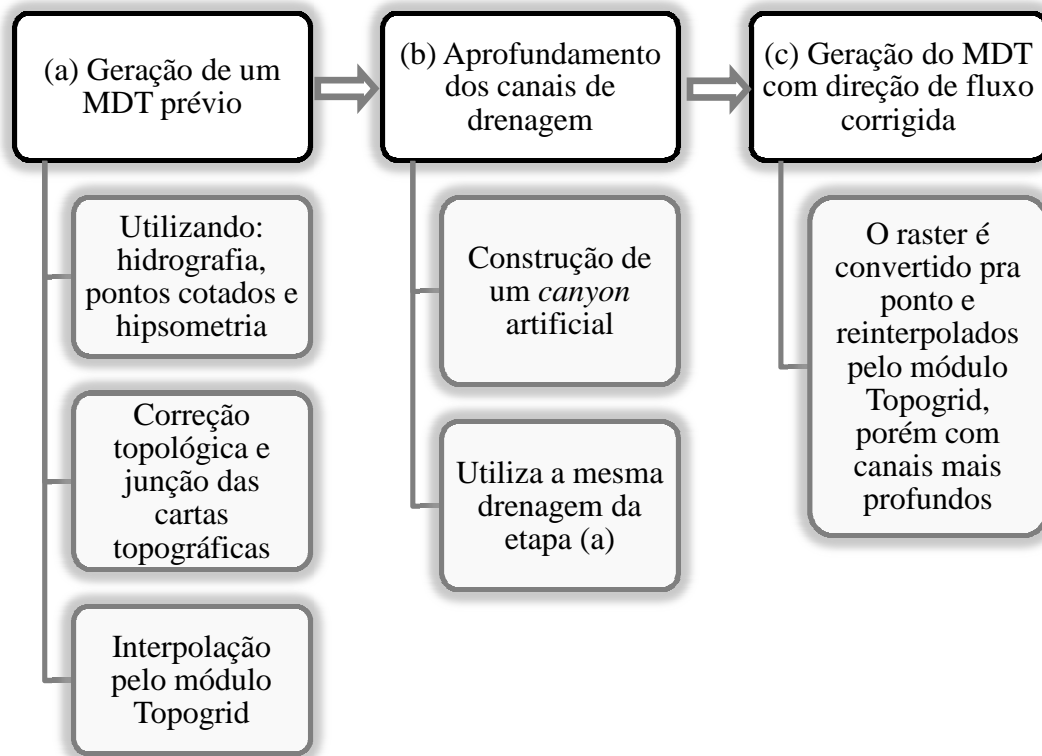 (a) Geração de um
MDT prévio
Utilizando:
hidrografia,
pontos cotados e
hipsometria
Correção
topológica e
junção das
cartas
topográficas
Interpolação
pelo módulo
Topogrid
(b) Aprofundamento
dos canais de
drenagem
Construção de
um canyon
artificial
Utiliza a mesma
drenagem da
etapa (a)
(c) Geração do MDT
com direção de fluxo
corrigida
O raster é
convertido pra
ponto e
reinterpolados
pelo módulo
Topogrid,
porém com
canais mais
profundos